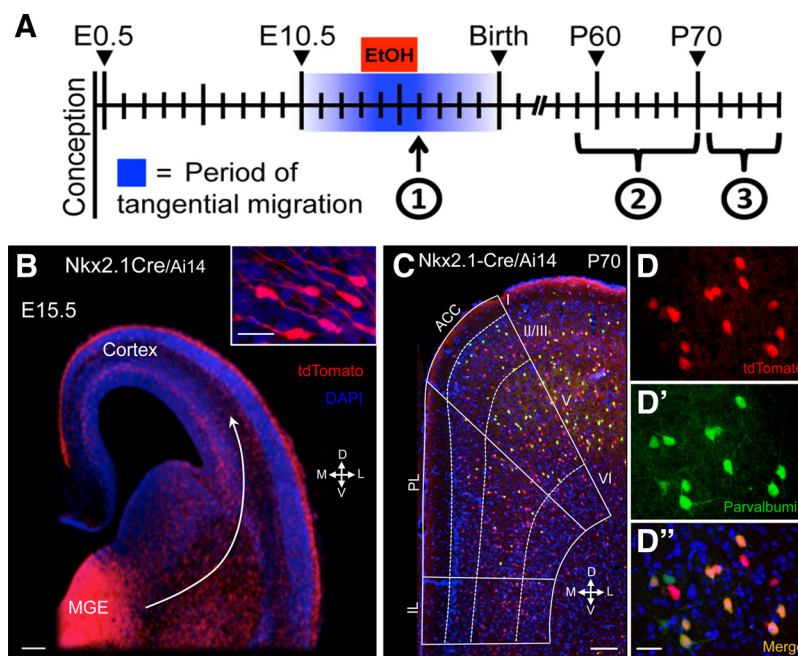 A
E0.5
E10.5
EtOH
Birth
P60
P70
Conception
= Period of
tangential migration
1
2
3
B
Nkx2.1Cre/Ai14
E15.5
Cortex
tdTomato
DAPI
D
M L
V
MGE
C
Nkx2.1-Cre/Ai14
P70
ACC
I
II/III
V
VI
PL
IL
D
M L
V
D
tdTomato
D'
Parvalbumi
D"
Merge